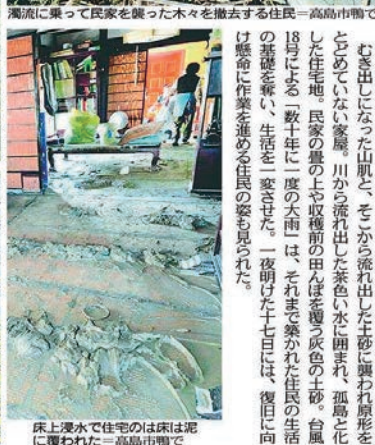 濁流に乗って民家を襲った木々を撤去する住民＝高島市鴨で
むき出しになった山肌と、そこから流れ出した土砂に襲われ原形を
とどめていない家屋。川から流れ出した茶色い水に囲まれ、孤島と化
した住宅地。民家の畳の上や収穫前の田んぼを覆う灰色の土砂。台風
18号による「数十年に一度の大雨」は、それまで築かれた住民の生活
の基礎を奪い、生活を一変させた。一夜明けた十七日には、復旧に向
け懸命に作業を進める住民の姿も見られた。
床上浸水で住宅のは床は泥
に覆われた＝高島市鴨で